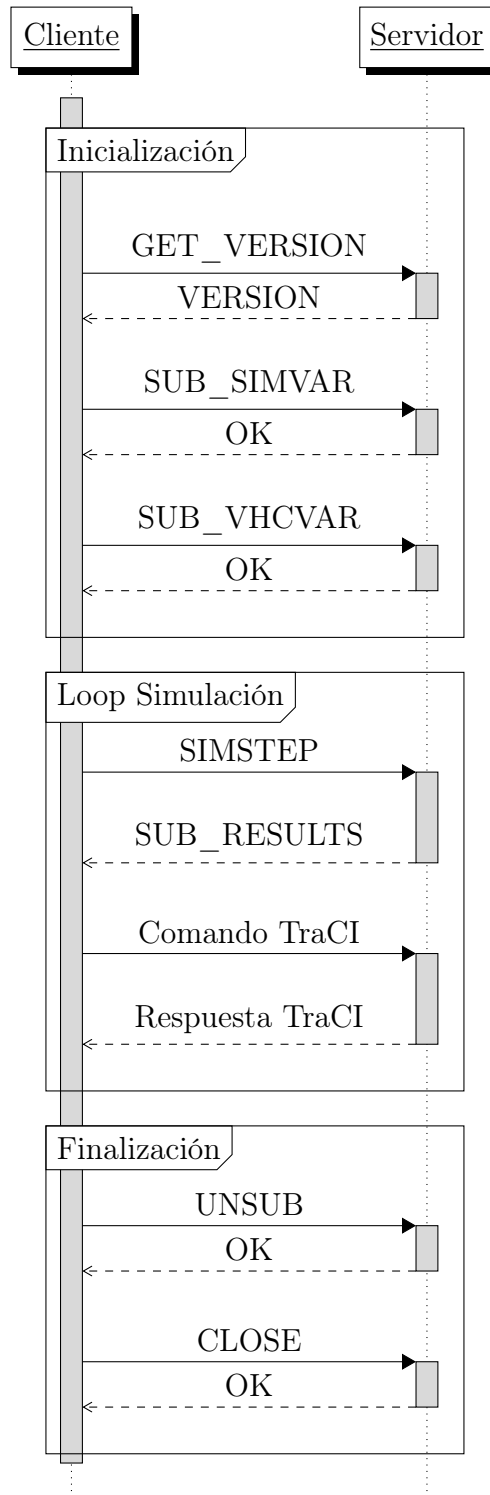 Cliente
Servidor
Inicialización
GET_VERSION
VERSION
SUB_SIMVAR
OK
SUB_VHCVAR
OK
Loop Simulación
SIMSTEP
SUB_RESULTS
Comando TraCI
Respuesta TraCI
Finalización
UNSUB
OK
CLOSE
OK